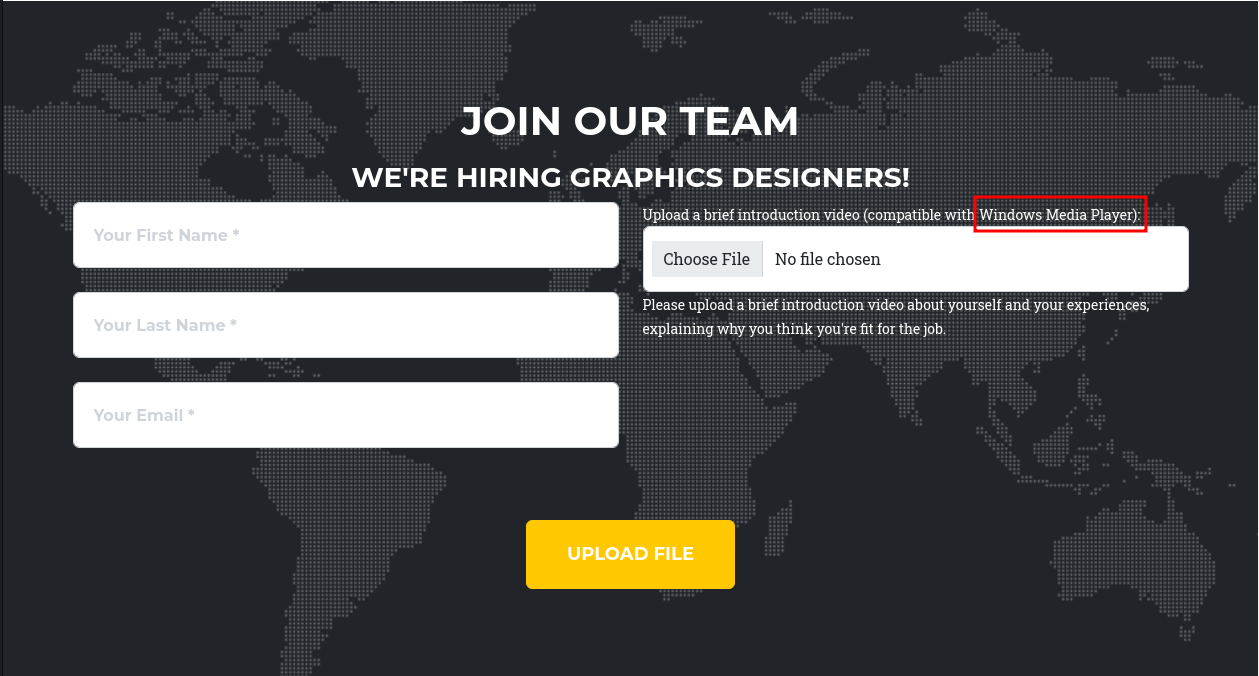 JOIN OUR TEAM
WE'RE HIRING GRAPHICS DESIGNERS!
Your First Name *
Your Last Name *
Your Email *
Upload a brief introduction video (compatible with Windows Media Player):
Choose File No file chosen
Please upload a brief introduction video about yourself and your experiences,
explaining why you think you're fit for the job.
UPLOAD FILE